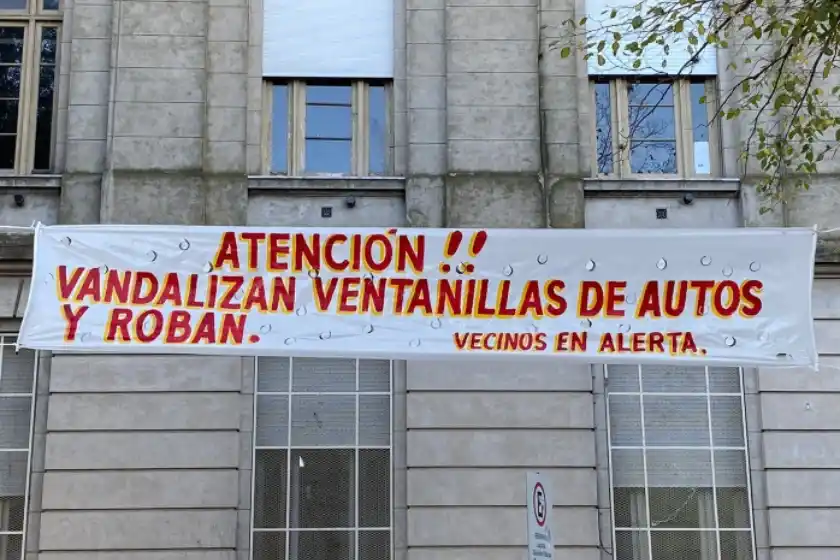 ATENCIÓN !!
VANDALIZAN VENTANILLAS DE AUTOS
Y ROBAN.
VECINOS EN ALERTA.
E